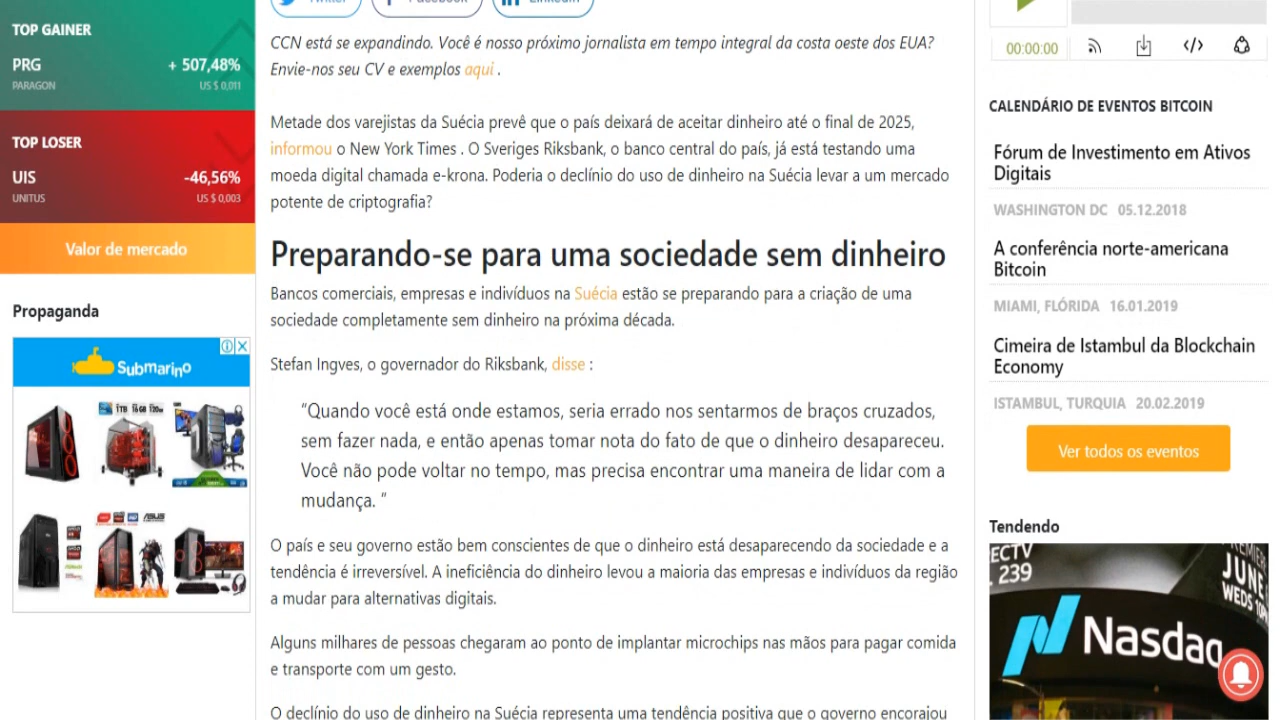 TOP GAINER
PRG
+ 507,48%
PARAGON
US $ 0,011
TOP LOSER
UIS
-46,56%
UNITUS
US $ 0,003
Valor de mercado
Propaganda
Submarino
1TB 16GB
ASUS
CCN está se expandindo. Você é nosso próximo jornalista em tempo integral da costa oeste dos EUA?
Envie-nos seu CV e exemplos aqui .
Metade dos varejistas da Suécia prevê que o país deixará de aceitar dinheiro até o final de 2025,
informou o New York Times . O Sveriges Riksbank, o banco central do país, já está testando uma
moeda digital chamada e-krona. Poderia o declínio do uso de dinheiro na Suécia levar a um mercado
potente de criptografia?
Preparando-se para uma sociedade sem dinheiro
Bancos comerciais, empresas e indivíduos na Suécia estão se preparando para a criação de uma
sociedade completamente sem dinheiro na próxima década.
Stefan Ingves, o governador do Riksbank, disse :
“Quando você está onde estamos, seria errado nos sentarmos de braços cruzados,
sem fazer nada, e então apenas tomar nota do fato de que o dinheiro desapareceu.
Você não pode voltar no tempo, mas precisa encontrar uma maneira de lidar com a
mudança. ”
O país e seu governo estão bem conscientes de que o dinheiro está desaparecendo da sociedade e a
tendência é irreversível. A ineficiência do dinheiro levou a maioria das empresas e indivíduos da região
a mudar para alternativas digitais.
Alguns milhares de pessoas chegaram ao ponto de implantar microchips nas mãos para pagar comida
e transporte com um gesto.
O declínio do uso de dinheiro na Suécia representa uma tendência positiva que o governo encorajou
00:00:00
CALENDÁRIO DE EVENTOS BITCOIN
Fórum de Investimento em Ativos
Digitais
WASHINGTON DC 05.12.2018
A conferência norte-americana
Bitcoin
MIAMI, FLÓRIDA 16.01.2019
Cimeira de Istambul da Blockchain
Economy
ISTAMBUL, TURQUIA 20.02.2019
Ver todos os eventos
Tendendo
ECTV
. 239
JUNE
WEDS 10P
Nasdaq